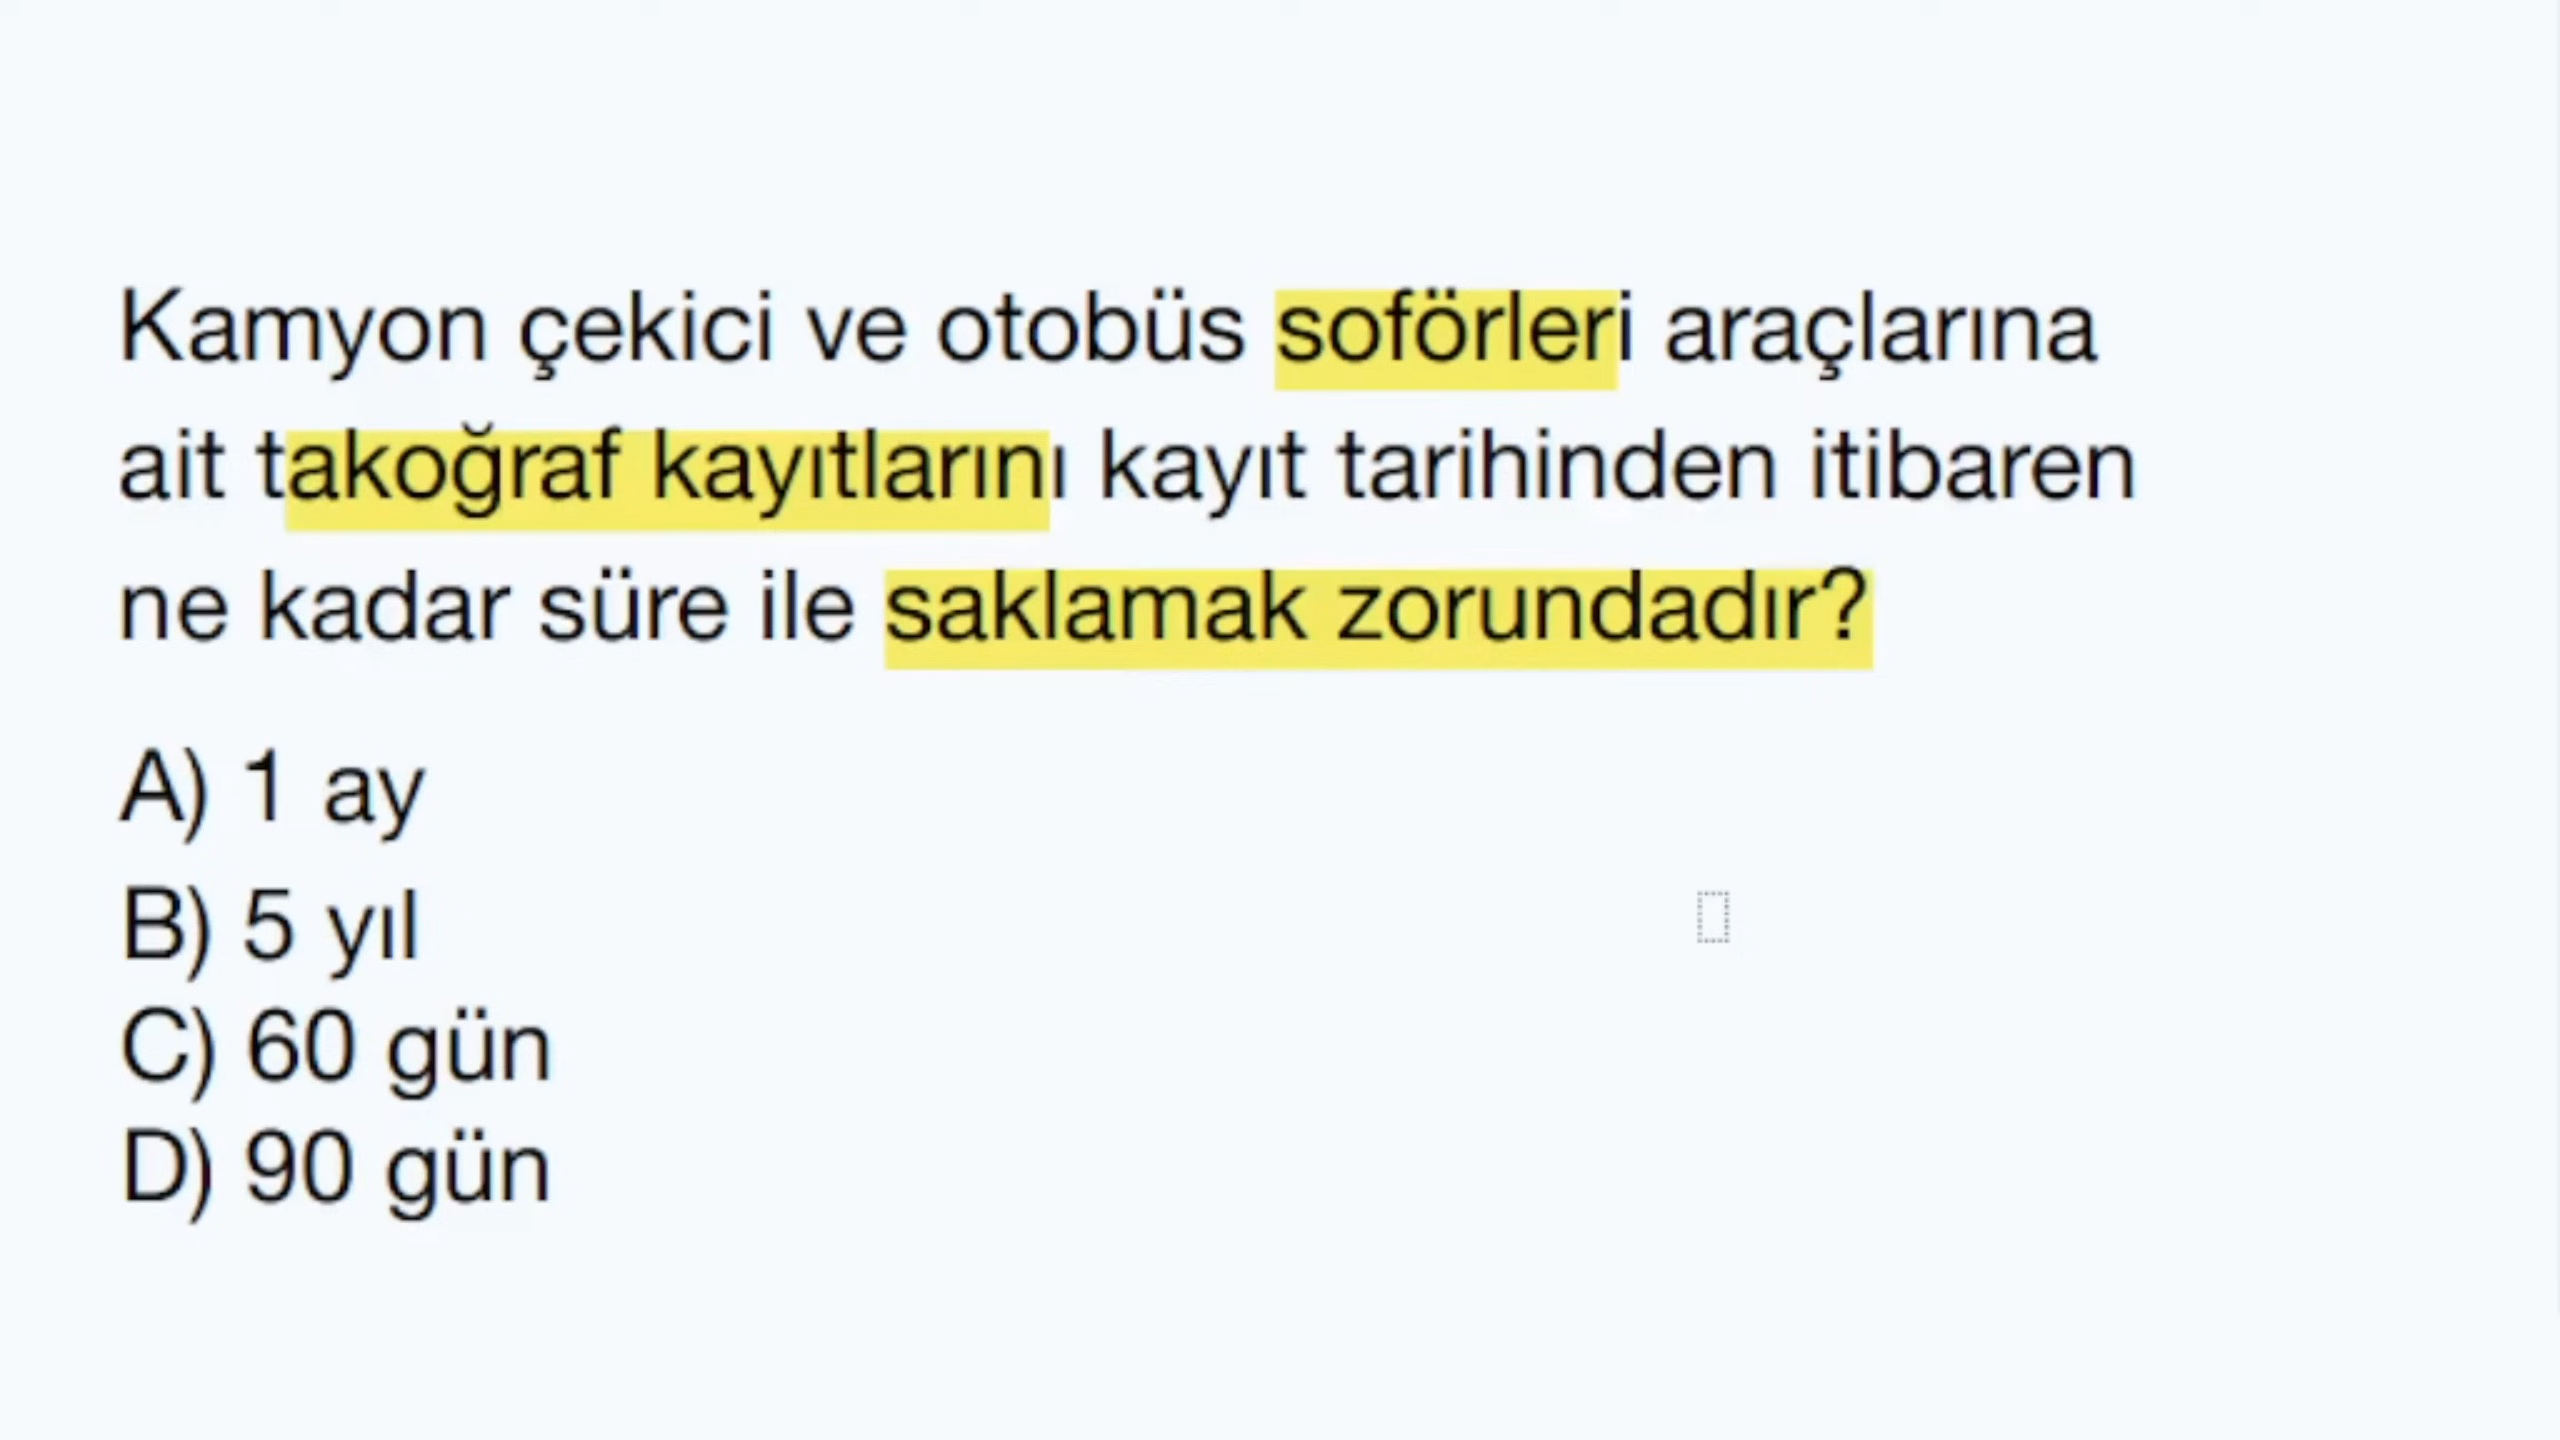 Kamyon çekici ve otobüs soförleri araçlarına
ait takoğraf kayıtlarını kayıt tarihinden itibaren
ne kadar süre ile saklamak zorundadır?
A) 1 ay
B) 5 yıl
C) 60 gün
D) 90 gün